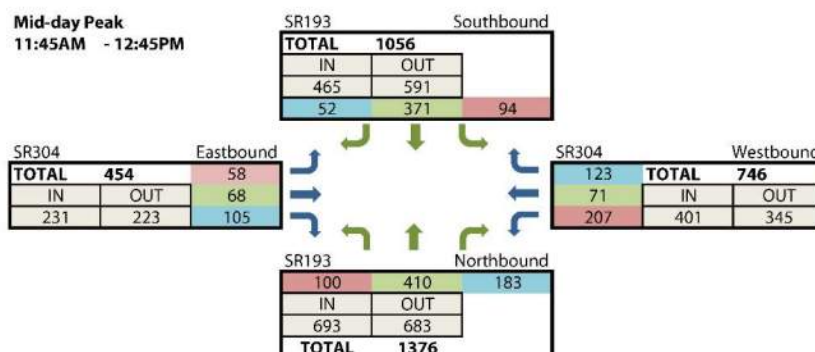 Mid-day Peak
11:45AM - 12:45PM
SR193 Southbound
TOTAL 1056
IN OUT
465 591
52 371 94
SR304 Eastbound
TOTAL 454 58
IN OUT 68
231 223 105
SR304 Westbound
123 TOTAL 746
71 IN OUT
207 401 345
SR193 Northbound
100 410 183
IN OUT
693 683
TOTAL 1376